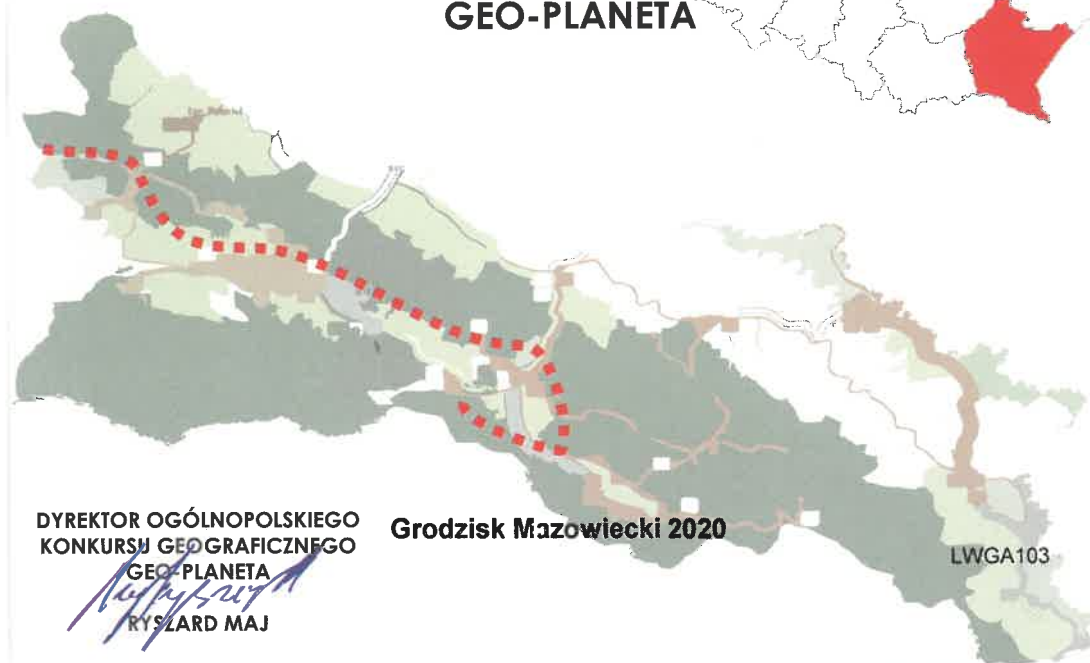 GEO-PLANETA
DYREKTOR OGÓLNOPOLSKIEGO
KONKURSU GEOGRAFICZNEGO
GEO-PLANETA
RYSZARD MAJ
Grodzisk Mazowiecki 2020
LWGA103